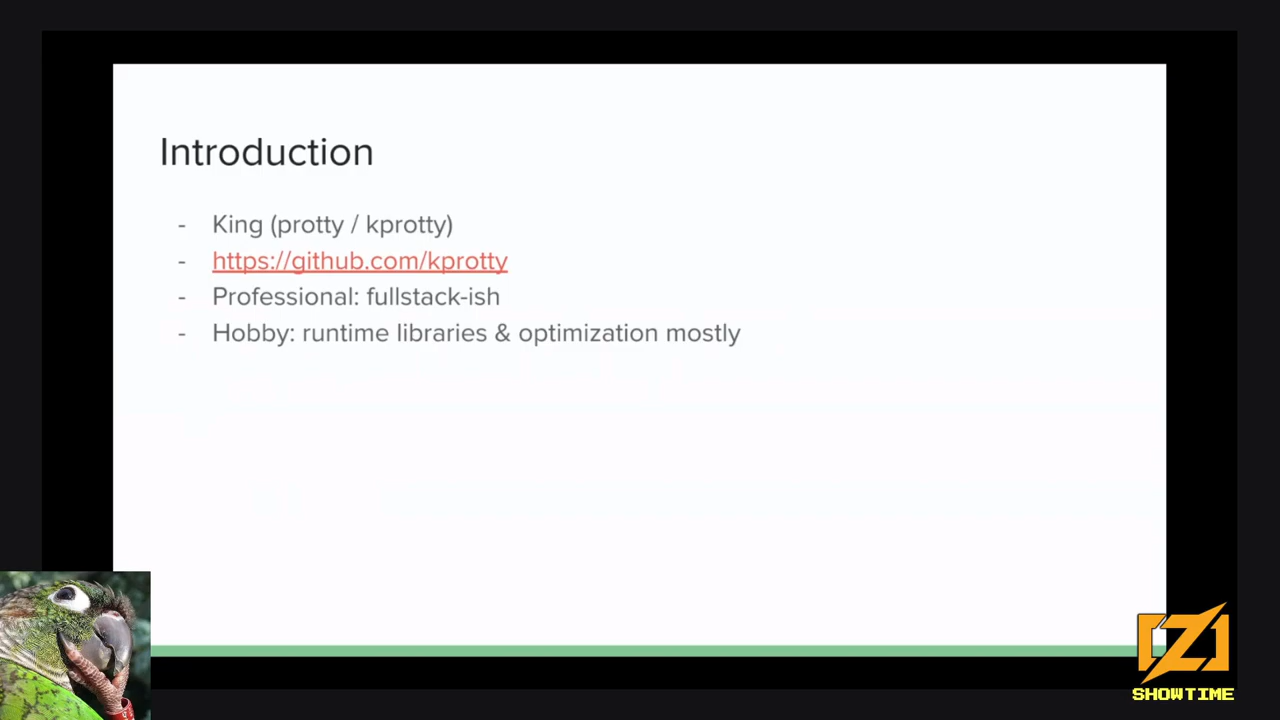 Introduction
- King (protty / kprotty)
- https://github.com/kprotty
- Professional: fullstack-ish
- Hobby: runtime libraries & optimization mostly
Z
SHOWTIME